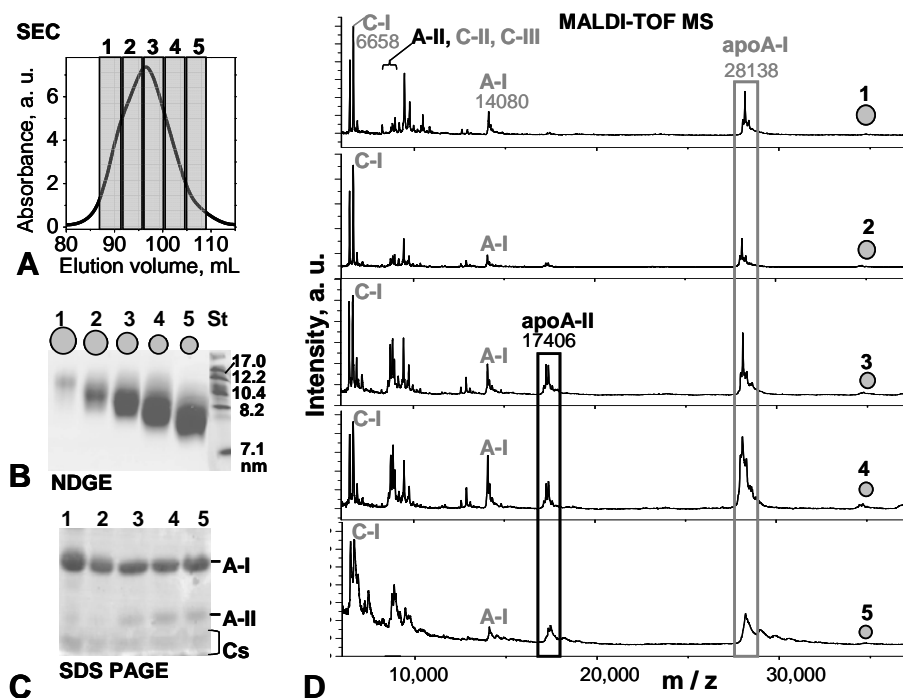 SEC
1 2 3 4 5
Absorbance, a. u.
6
4
2
0
80 90 100 110
Elution volume, mL
A
1 2 3 4 5 St
17.0
12.2
10.4
8.2
7.1
nm
B
NDGE
1 2 3 4 5
A-I
A-II
Cs
C
SDS PAGE
MALDI-TOF MS
Intensity, a. u.
C-I
6658
A-II, C-II, C-III
A-I
14080
apoA-I
28138
1
C-I
A-I
2
C-I
A-I
apoA-II
17406
3
C-I
A-I
4
C-I
A-I
5
10,000 20,000 30,000
m / z
D